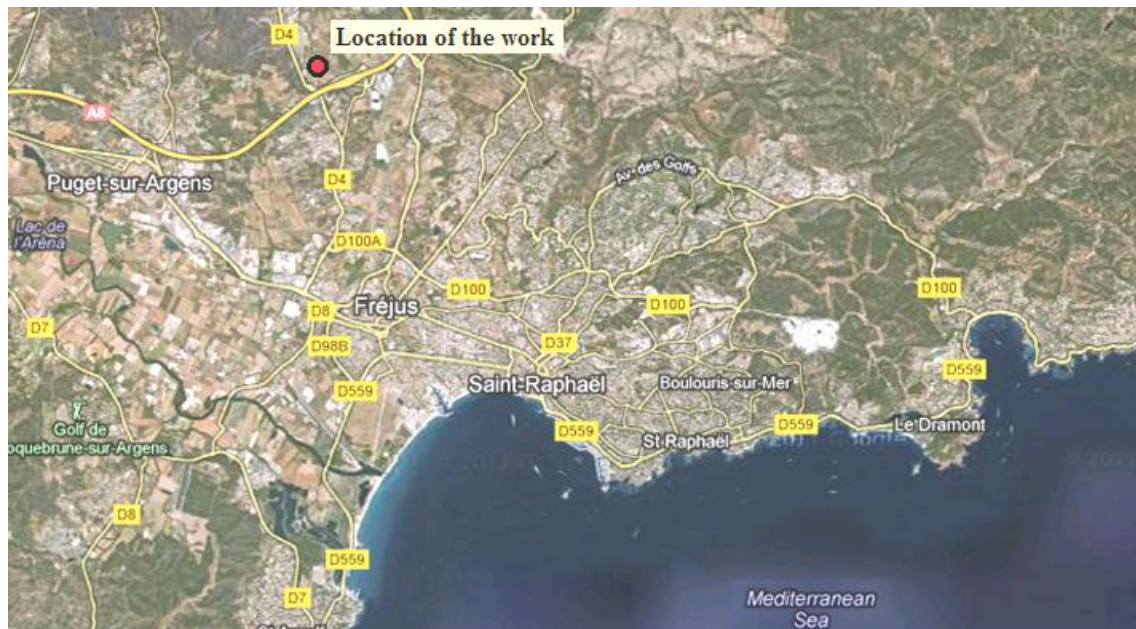 D4
Location of the work
A8
Puget-sur-Argens
D4
Av. des Golfs
Lac de
l'Aréna
D100A
D100
D100
D100
Fréjus
D8
D7
D98B
D37
D559
Saint-Raphaël
Boulouris-sur-Mer
D559
Golf de
oquebrune-sur-Argens
D559
D559
Le Dramont
St Raphaël
Google
D8
D559
D7
Mediterranean
Sea